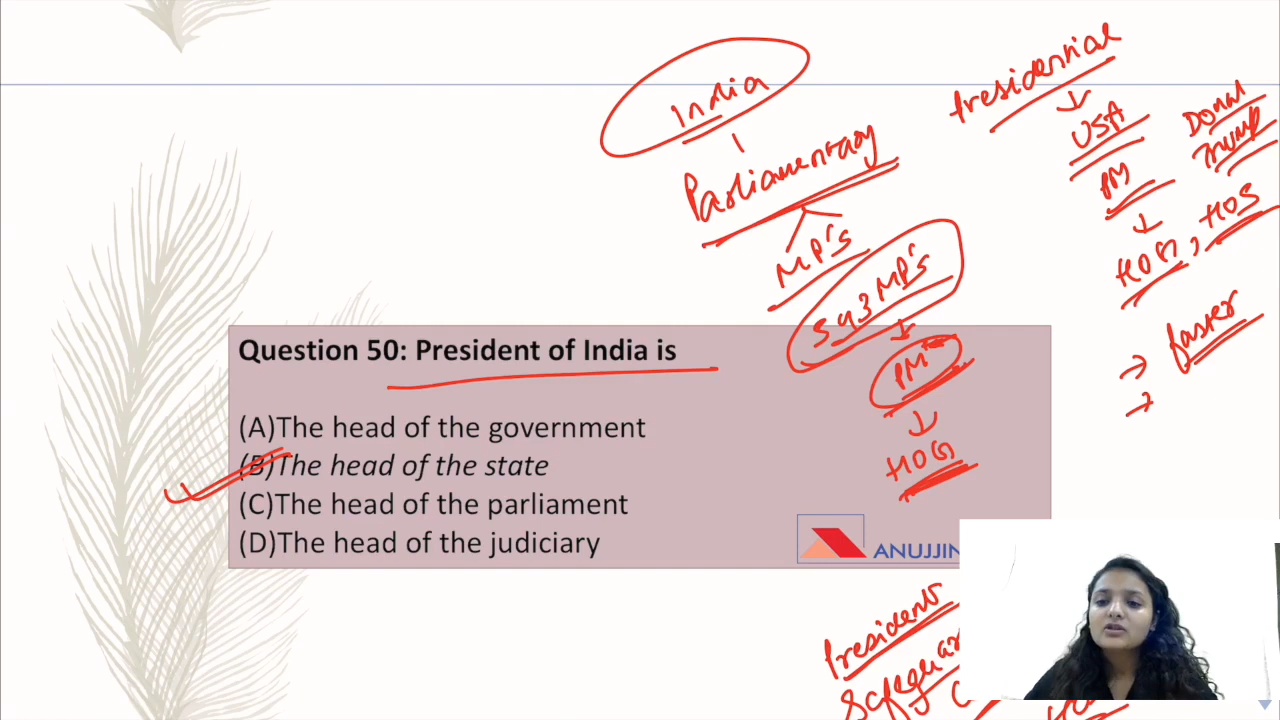 India
Parliamentary
MP's
543 MP's
PM
HOG
Presidential
USA
PM
Donal
Trump
HOG, HOS
→ faster
→
Question 50: President of India is
(A)The head of the government
(B)The head of the state
(C)The head of the parliament
(D)The head of the judiciary
ANUJJIN
President
Safeguar